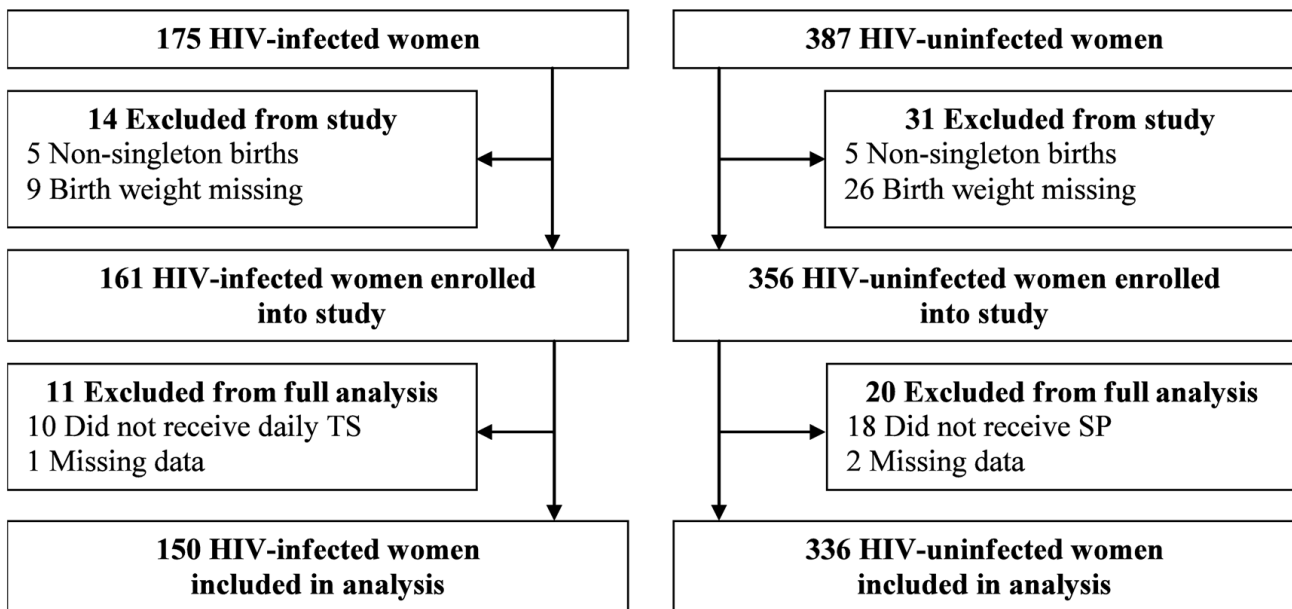 175 HIV-infected women
14 Excluded from study
5 Non-singleton births
9 Birth weight missing
161 HIV-infected women enrolled
into study
11 Excluded from full analysis
10 Did not receive daily TS
1 Missing data
150 HIV-infected women
included in analysis
387 HIV-uninfected women
31 Excluded from study
5 Non-singleton births
26 Birth weight missing
356 HIV-uninfected women enrolled
into study
20 Excluded from full analysis
18 Did not receive SP
2 Missing data
336 HIV-uninfected women
included in analysis